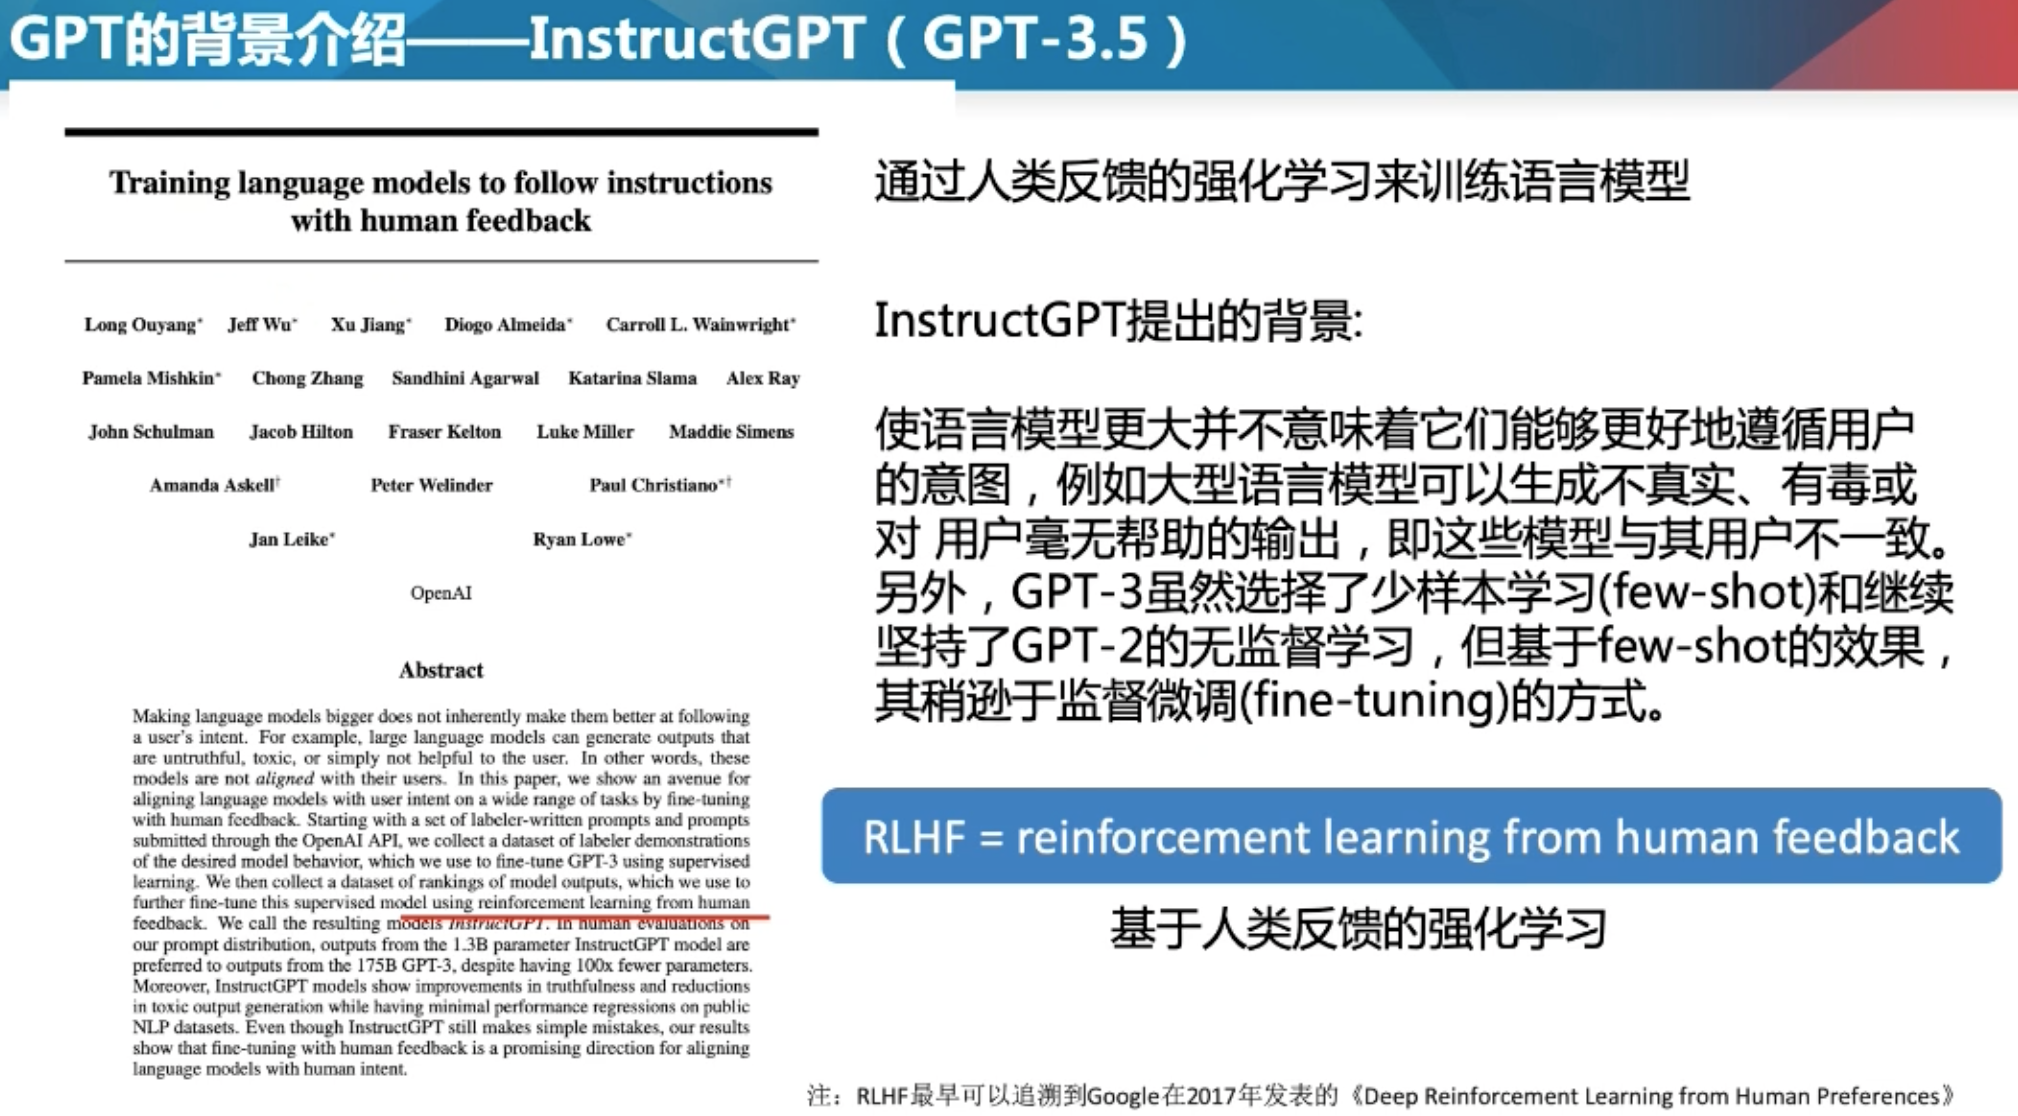 GPT的背景介绍——InstructGPT（GPT-3.5）
Training language models to follow instructions
with human feedback
Long Ouyang* Jeff Wu* Xu Jiang* Diogo Almeida* Carroll L. Wainwright*
Pamela Mishkin* Chong Zhang Sandhini Agarwal Katarina Slama Alex Ray
John Schulman Jacob Hilton Fraser Kelton Luke Miller Maddie Simens
Amanda Askell† Peter Welinder Paul Christiano*†
Jan Leike* Ryan Lowe*
OpenAI
Abstract
Making language models bigger does not inherently make them better at following
a user's intent. For example, large language models can generate outputs that
are untruthful, toxic, or simply not helpful to the user. In other words, these
models are not aligned with their users. In this paper, we show an avenue for
aligning language models with user intent on a wide range of tasks by fine-tuning
with human feedback. Starting with a set of labeler-written prompts and prompts
submitted through the OpenAI API, we collect a dataset of labeler demonstrations
of the desired model behavior, which we use to fine-tune GPT-3 using supervised
learning. We then collect a dataset of rankings of model outputs, which we use to
further fine-tune this supervised model using reinforcement learning from human
feedback. We call the resulting models InstructGPT. In human evaluations on
our prompt distribution, outputs from the 1.3B parameter InstructGPT model are
preferred to outputs from the 175B GPT-3, despite having 100x fewer parameters.
Moreover, InstructGPT models show improvements in truthfulness and reductions
in toxic output generation while having minimal performance regressions on public
NLP datasets. Even though InstructGPT still makes simple mistakes, our results
show that fine-tuning with human feedback is a promising direction for aligning
language models with human intent.
通过人类反馈的强化学习来训练语言模型
InstructGPT提出的背景:
使语言模型更大并不意味着它们能够更好地遵循用户
的意图，例如大型语言模型可以生成不真实、有毒或
对 用户毫无帮助的输出，即这些模型与其用户不一致。
另外，GPT-3虽然选择了少样本学习(few-shot)和继续
坚持了GPT-2的无监督学习，但基于few-shot的效果，
其稍逊于监督微调(fine-tuning)的方式。
RLHF = reinforcement learning from human feedback
基于人类反馈的强化学习
注：RLHF最早可以追溯到Google在2017年发表的《Deep Reinforcement Learning from Human Preferences》